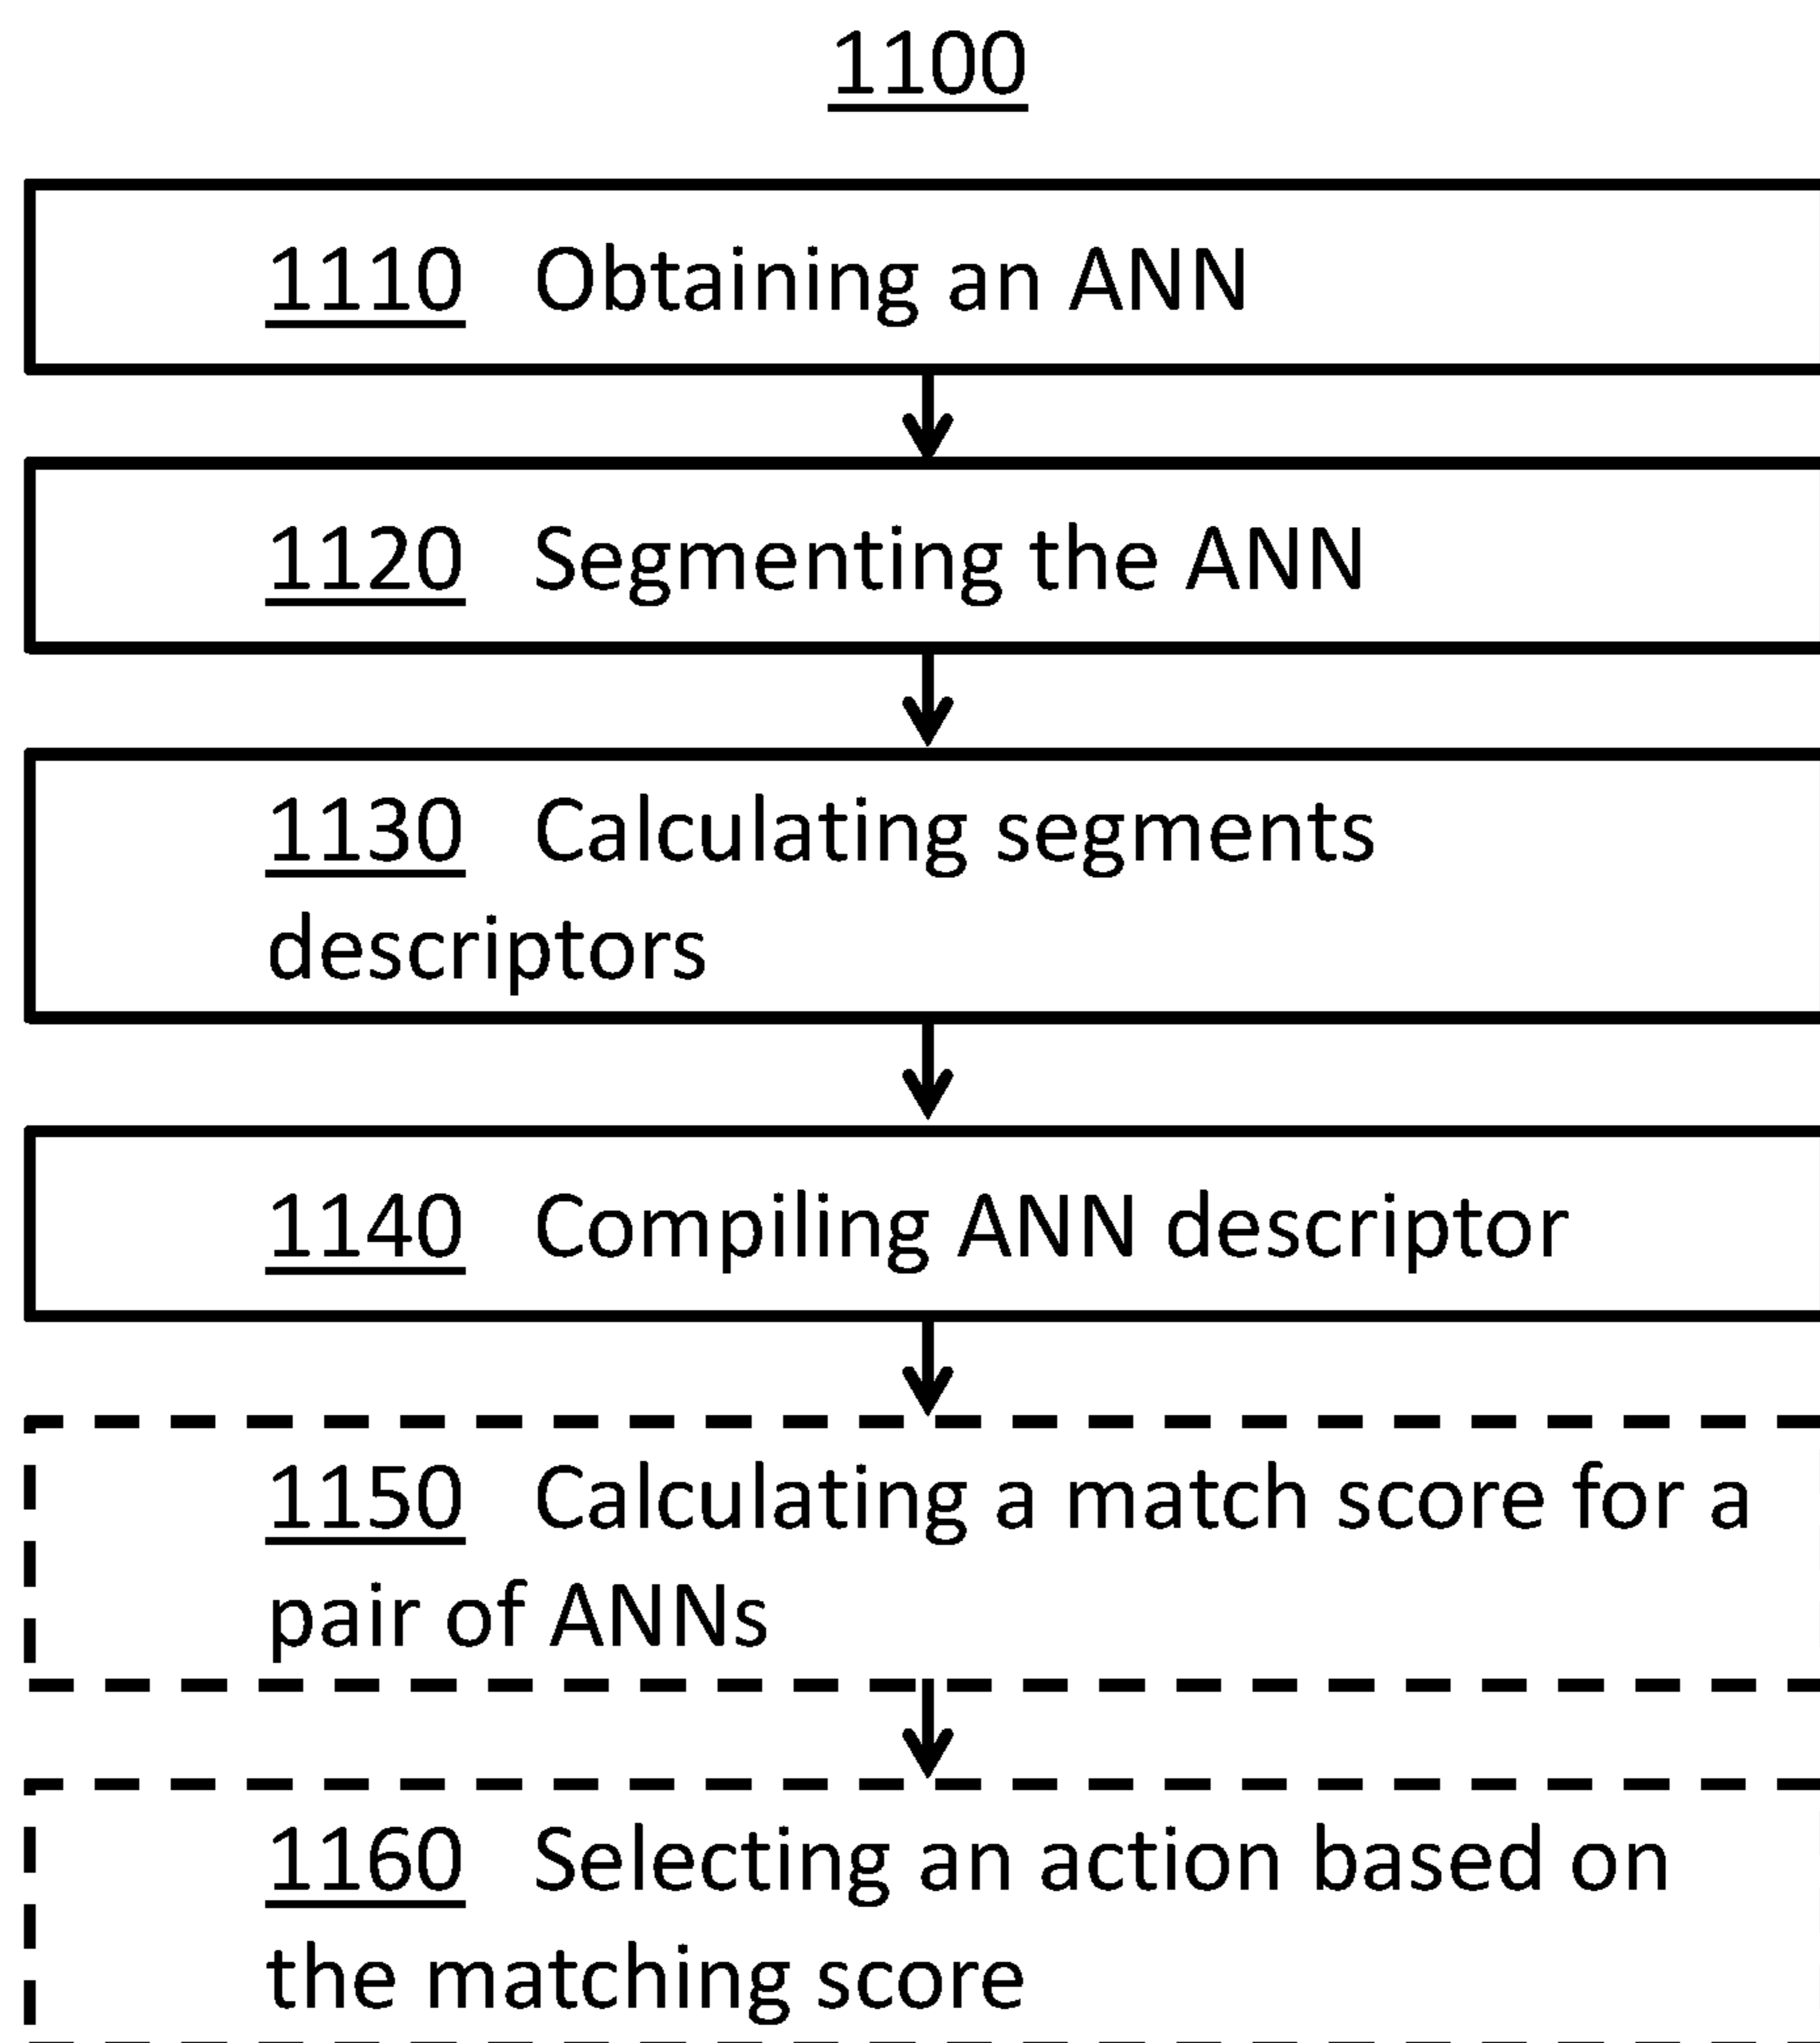 1100
1110 Obtaining an ANN
1120 Segmenting the ANN
1130 Calculating segments
descriptors
1140 Compiling ANN descriptor
1150 Calculating a match score for a
pair of ANNs
1160 Selecting an action based on
the matching score